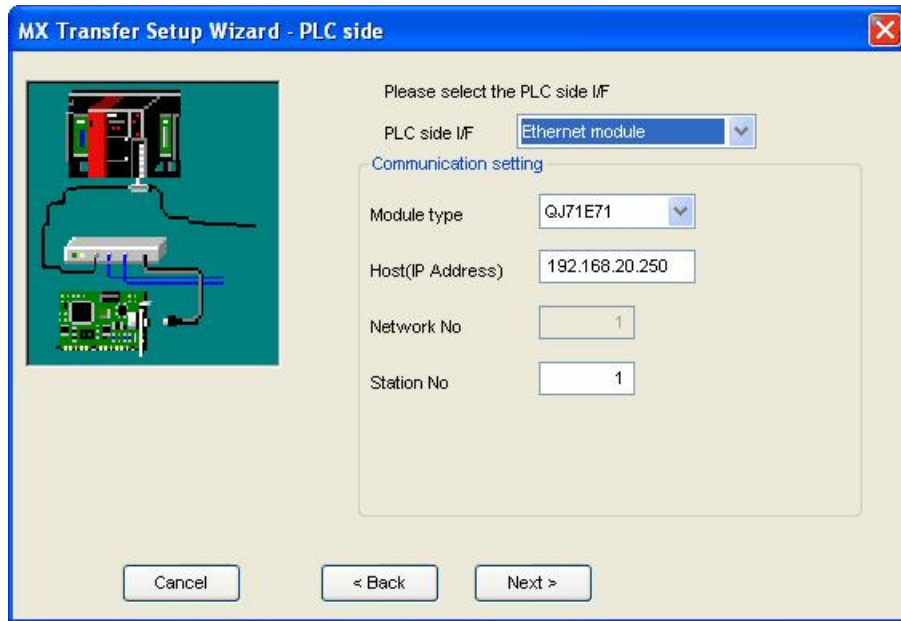 MX Transfer Setup Wizard - PLC side
Please select the PLC side I/F
PLC side I/F Ethernet module
Communication setting
Module type QJ71E71
Host(IP Address) 192.168.20.250
Network No 1
Station No 1
Cancel < Back Next >